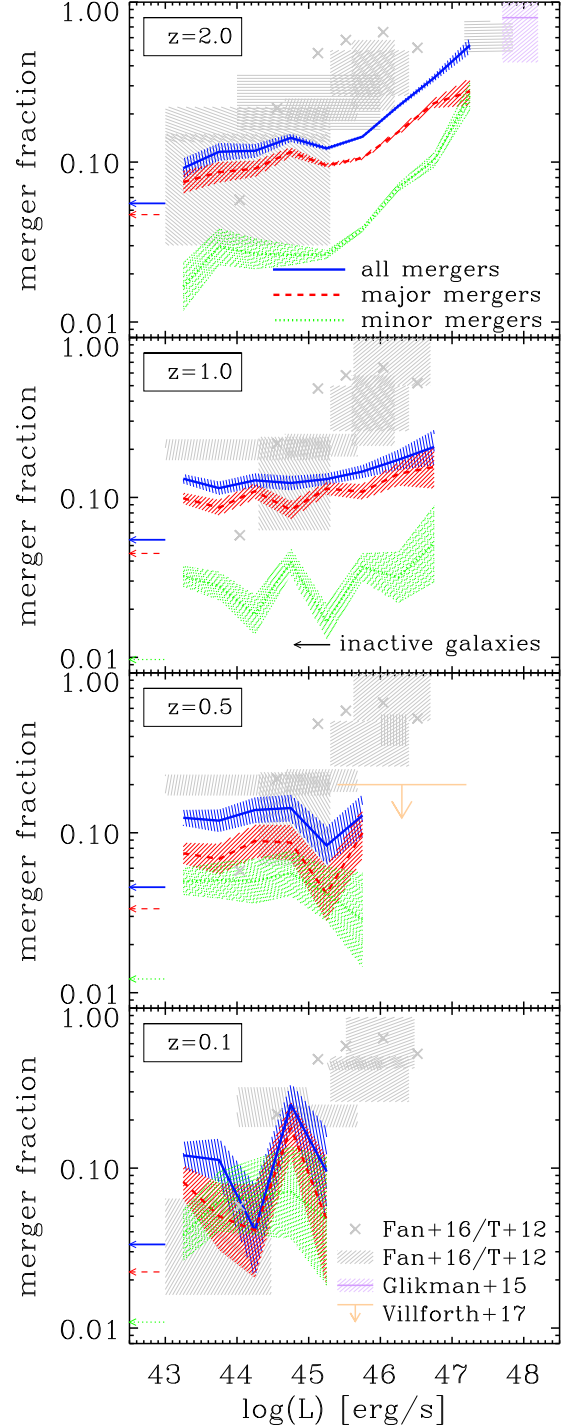 z=2.0
1.00
0.10
0.01
merger fraction
all mergers
major mergers
minor mergers
z=1.0
1.00
0.10
0.01
merger fraction
inactive galaxies
z=0.5
1.00
0.10
0.01
merger fraction
z=0.1
1.00
0.10
0.01
merger fraction
Fan+16/T+12
Fan+16/T+12
Glikman+15
Villforth+17
43 44 45 46 47 48
log(L) [erg/s]